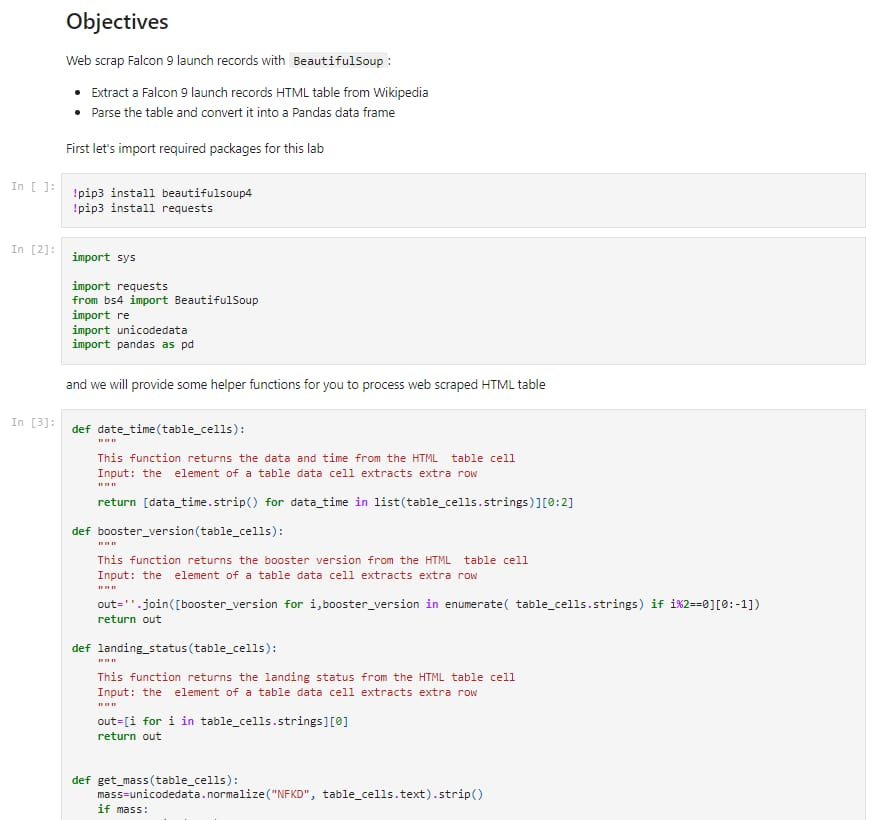 Objectives
Web scrap Falcon 9 launch records with BeautifulSoup :
• Extract a Falcon 9 launch records HTML table from Wikipedia
• Parse the table and convert it into a Pandas data frame
First let's import required packages for this lab
In [ ]:
!pip3 install beautifulsoup4
!pip3 install requests
In [2]:
import sys
import requests
from bs4 import BeautifulSoup
import re
import unicodedata
import pandas as pd
and we will provide some helper functions for you to process web scraped HTML table
In [3]:
def date_time(table_cells):
    """
    This function returns the data and time from the HTML  table cell
    Input: the  element of a table data cell extracts extra row
    """
    return [data_time.strip() for data_time in list(table_cells.strings)][0:2]
def booster_version(table_cells):
    """
    This function returns the booster version from the HTML  table cell
    Input: the  element of a table data cell extracts extra row
    """
    out=''.join([booster_version for i,booster_version in enumerate( table_cells.strings) if i%2==0][0:-1])
    return out
def landing_status(table_cells):
    """
    This function returns the landing status from the HTML table cell
    Input: the  element of a table data cell extracts extra row
    """
    out=[i for i in table_cells.strings][0]
    return out
def get_mass(table_cells):
    mass=unicodedata.normalize("NFKD", table_cells.text).strip()
    if mass: